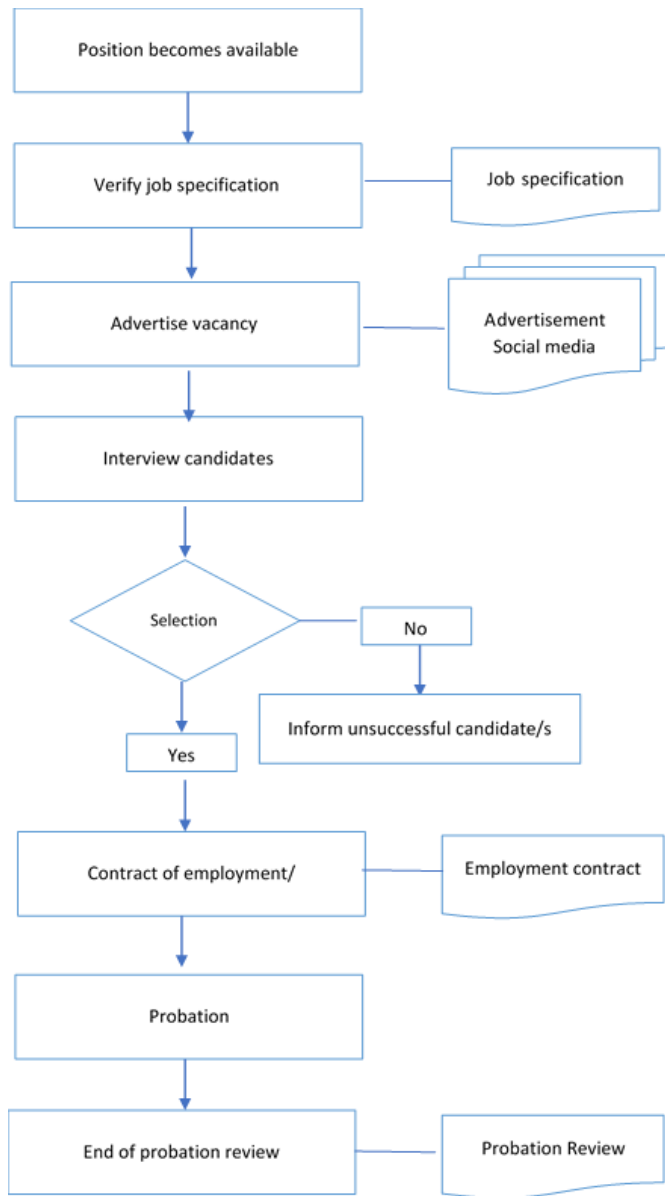 Position becomes available
Verify job specification
Job specification
Advertise vacancy
Advertisement
Social media
Interview candidates
Selection
No
Inform unsuccessful candidate/s
Yes
Contract of employment/
Employment contract
Probation
End of probation review
Probation Review